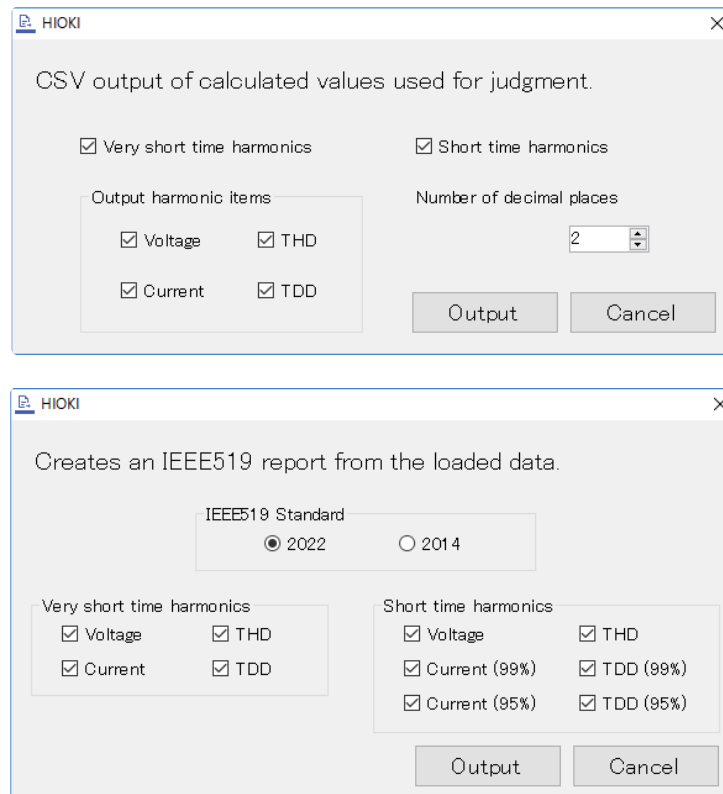 HIOKI
CSV output of calculated values used for judgment.
Very short time harmonics
Short time harmonics
Output harmonic items
Number of decimal places
Voltage
THD
2
Current
TDD
Output
Cancel
HIOKI
Creates an IEEE519 report from the loaded data.
IEEE519 Standard
2022
2014
Very short time harmonics
Short time harmonics
Voltage
THD
Voltage
THD
Current
TDD
Current (99%)
TDD (99%)
Current (95%)
TDD (95%)
Output
Cancel